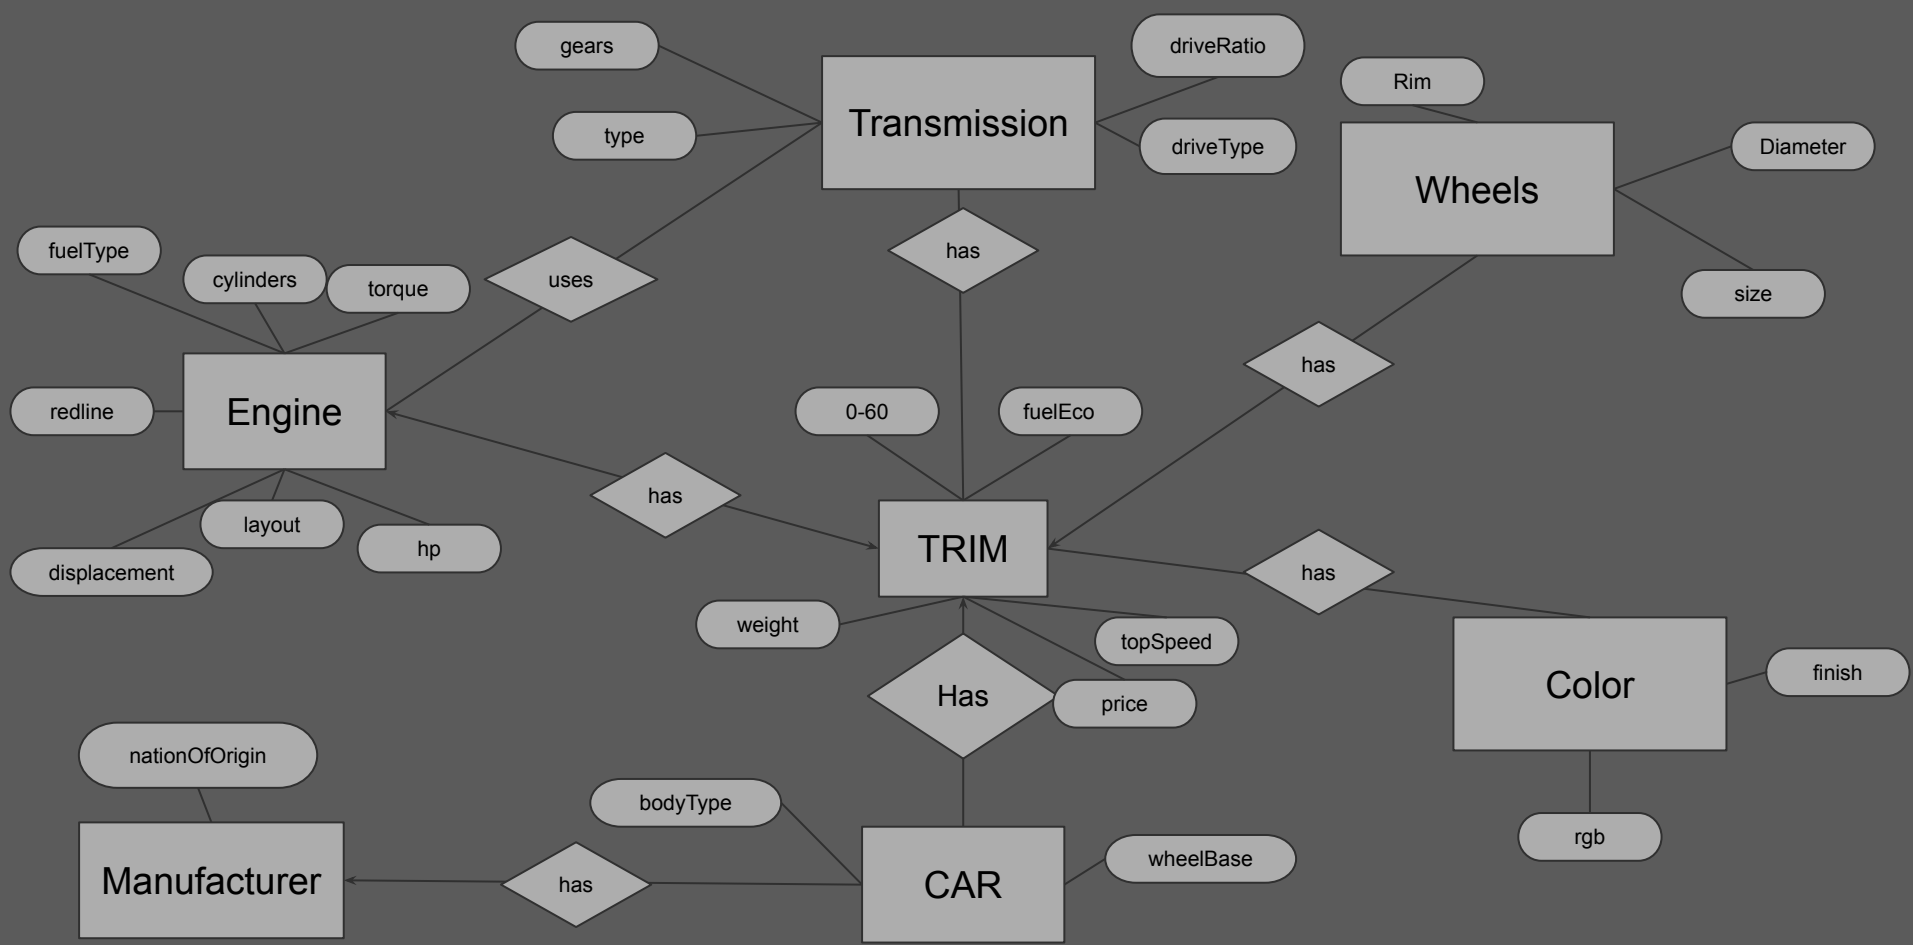 gears
driveRatio
Rim
Transmission
type
driveType
Diameter
Wheels
fuelType
cylinders
torque
uses
has
size
has
redline
Engine
0-60
fuelEco
has
layout
hp
displacement
TRIM
has
weight
topSpeed
Has
price
Color
finish
nationOfOrigin
bodyType
rgb
wheelBase
Manufacturer
has
CAR